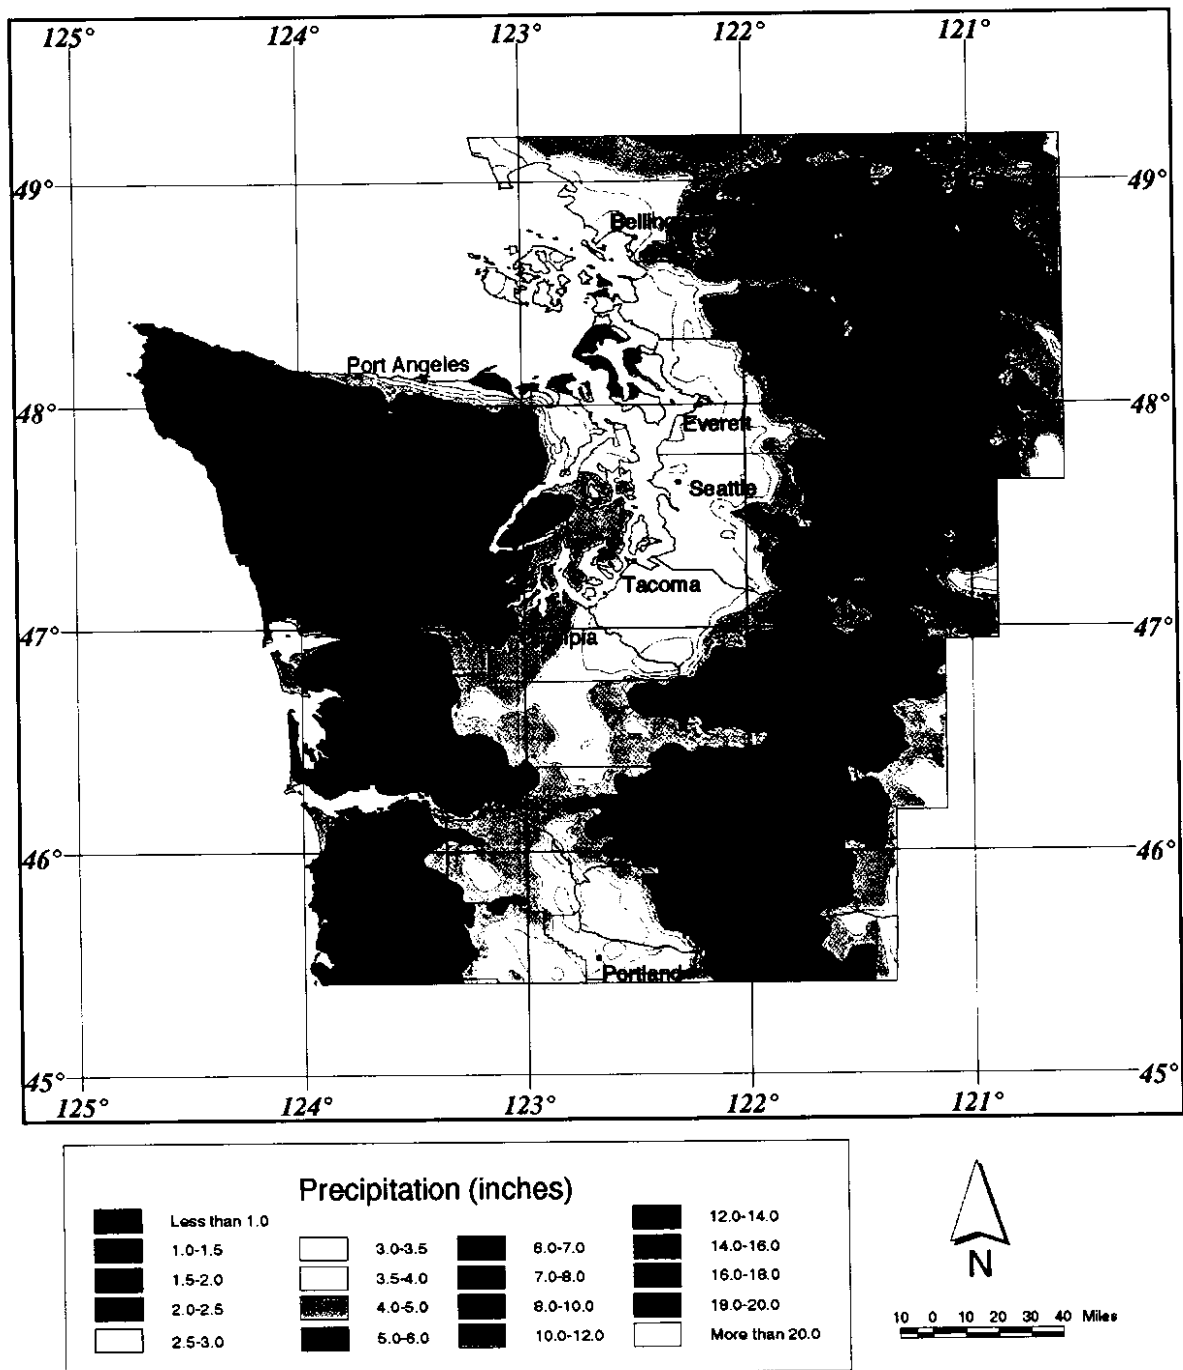 125° 124° 123° 122° 121°
49° 49°
Belling
Port Angeles
48° 48°
Everett
Seattle
Tacoma
47° 47°
pia
46° 46°
Portland
45° 45°
125° 124° 123° 122° 121°
Precipitation (inches)
Less than 1.0
1.0-1.5
1.5-2.0
2.0-2.5
2.5-3.0
3.0-3.5
3.5-4.0
4.0-5.0
5.0-6.0
6.0-7.0
7.0-8.0
8.0-10.0
10.0-12.0
12.0-14.0
14.0-16.0
16.0-18.0
18.0-20.0
More than 20.0
N
10 0 10 20 30 40 Miles